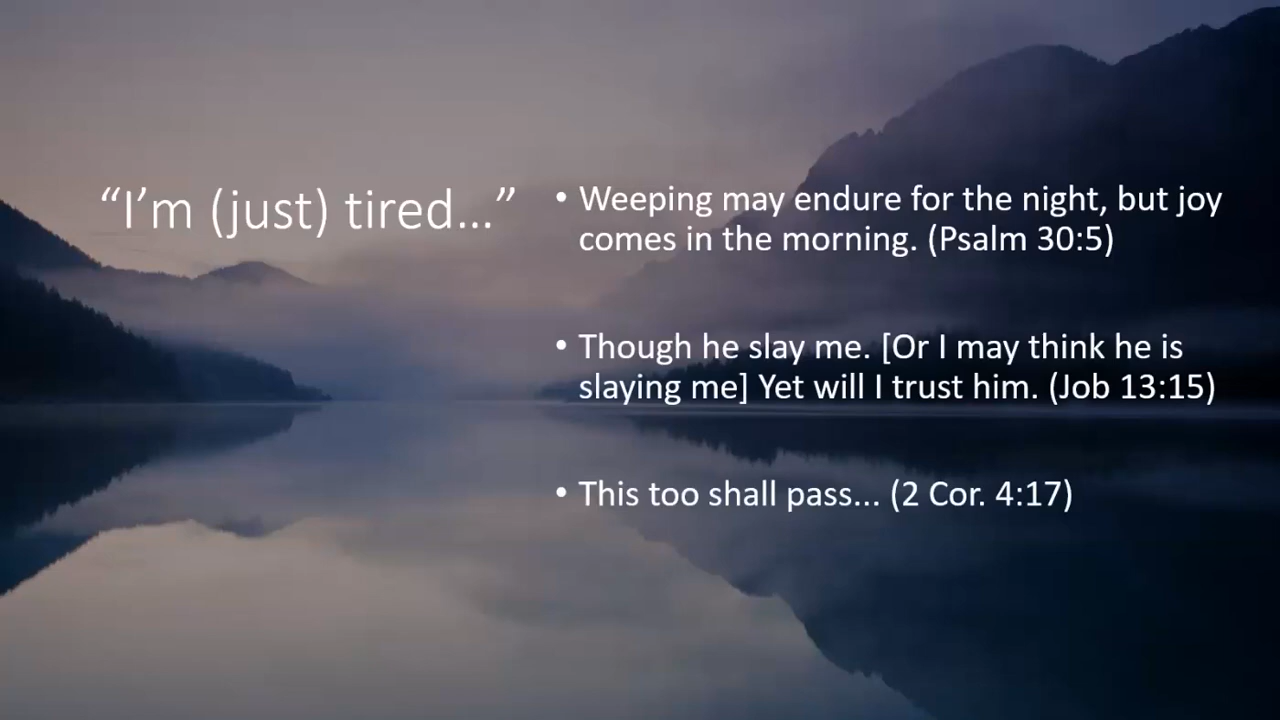 “I’m (just) tired…”
• Weeping may endure for the night, but joy
comes in the morning. (Psalm 30:5)
• Though he slay me. [Or I may think he is
slaying me] Yet will I trust him. (Job 13:15)
• This too shall pass... (2 Cor. 4:17)